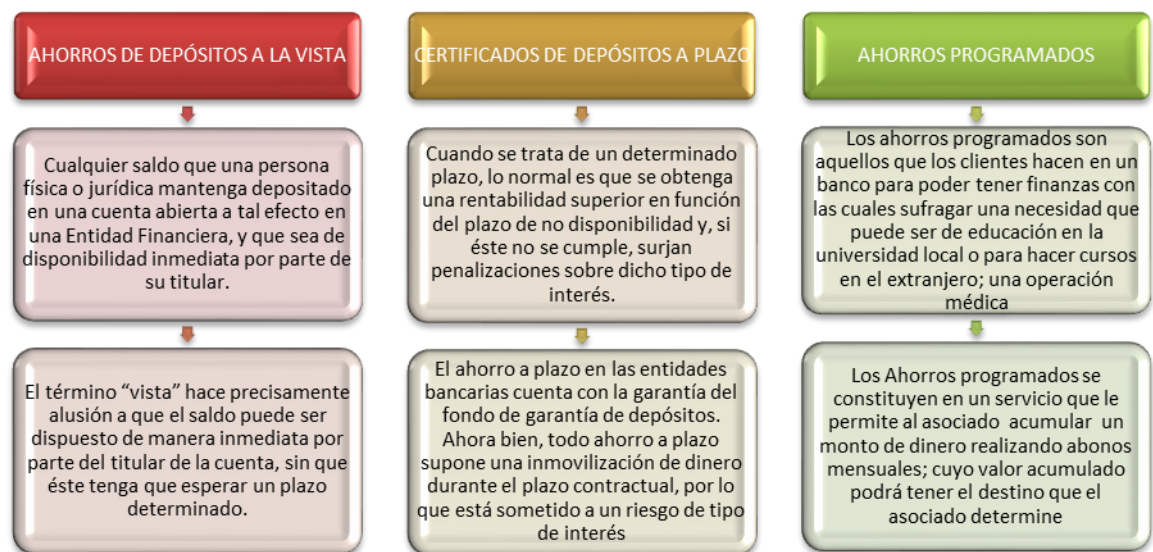 AHORROS DE DEPÓSITOS A LA VISTA
Cualquier saldo que una persona
física o jurídica mantenga depositado
en una cuenta abierta a tal efecto en
una Entidad Financiera, y que sea de
disponibilidad inmediata por parte de
su titular.
El término “vista” hace precisamente
alusión a que el saldo puede ser
dispuesto de manera inmediata por
parte del titular de la cuenta, sin que
éste tenga que esperar un plazo
determinado.
CERTIFICADOS DE DEPÓSITOS A PLAZO
Cuando se trata de un determinado
plazo, lo normal es que se obtenga
una rentabilidad superior en función
del plazo de no disponibilidad y, si
éste no se cumple, surjan
penalizaciones sobre dicho tipo de
interés.
El ahorro a plazo en las entidades
bancarias cuenta con la garantía del
fondo de garantía de depósitos.
Ahora bien, todo ahorro a plazo
supone una inmovilización de dinero
durante el plazo contractual, por lo
que está sometido a un riesgo de tipo
de interés
AHORROS PROGRAMADOS
Los ahorros programados son
aquellos que los clientes hacen en un
banco para poder tener finanzas con
las cuales sufragar una necesidad que
puede ser de educación en la
universidad local o para hacer cursos
en el extranjero; una operación
médica
Los Ahorros programados se
constituyen en un servicio que le
permite al asociado acumular un
monto de dinero realizando abonos
mensuales; cuyo valor acumulado
podrá tener el destino que el
asociado determine